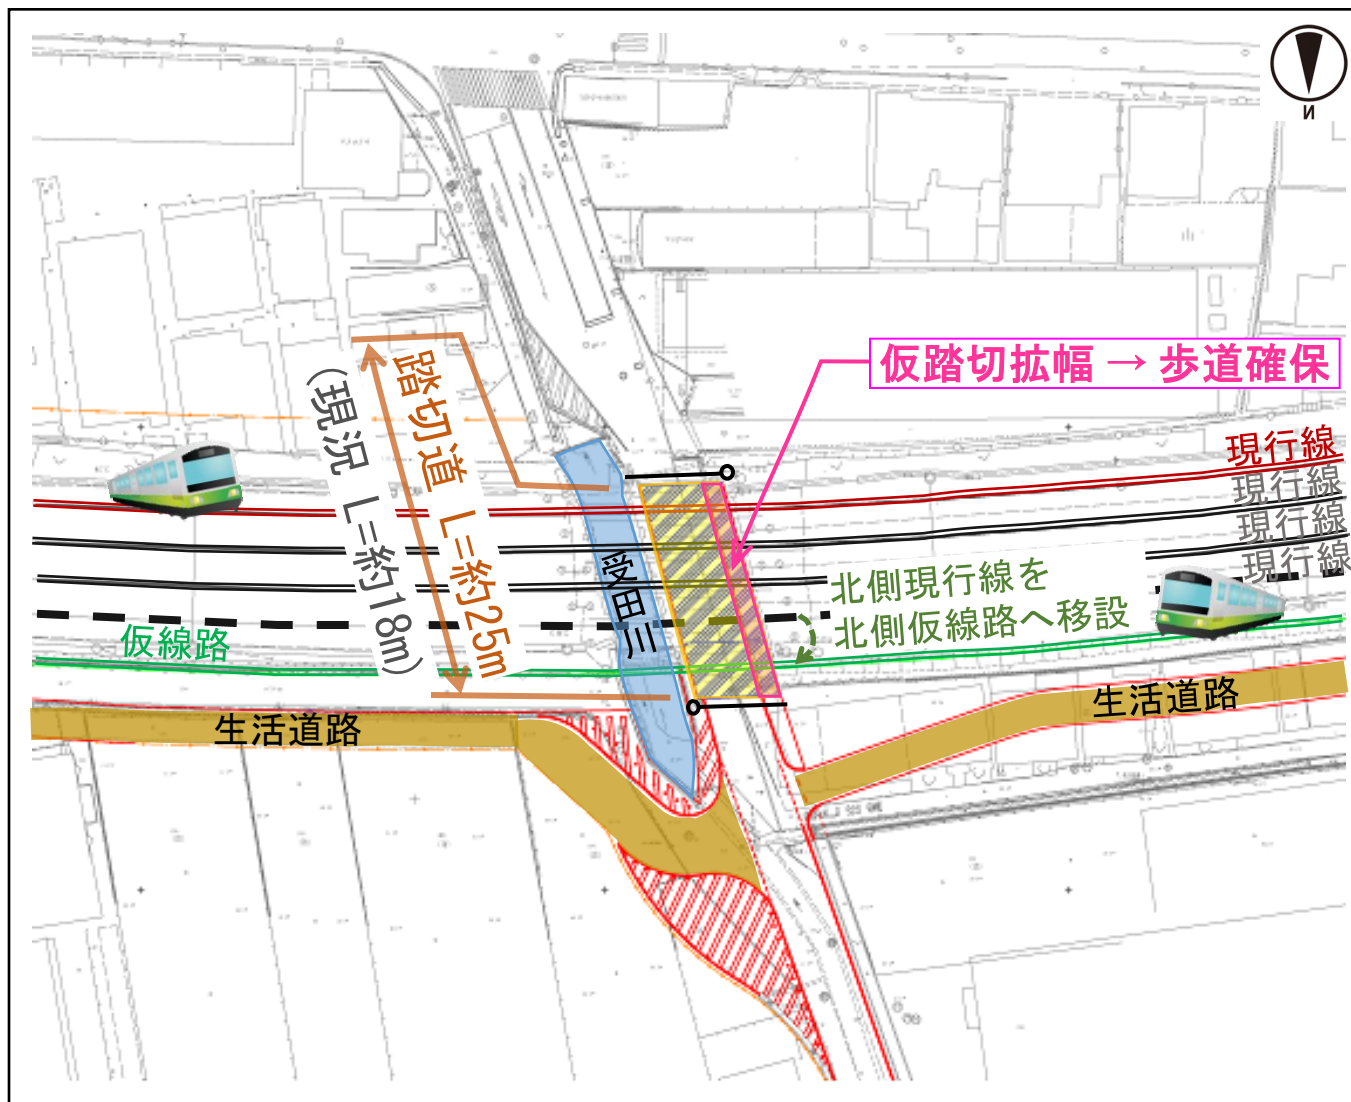 N
仮踏切拡幅 → 歩道確保
踏切道 L=約25m
(現況 L=約18m)
現行線
現行線
現行線
現行線
受田川
北側現行線を
北側仮線路へ移設
仮線路
生活道路
生活道路